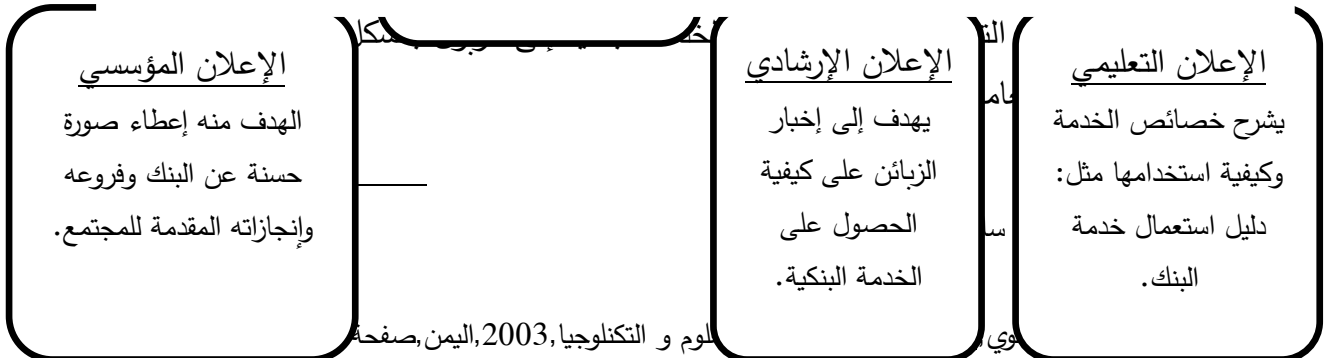 الإعلان التعليمي
يشرح خصائص الخدمة
وكيفية استخدامها مثل:
دليل استعمال خدمة
البنك.
الإعلان الإرشادي
يهدف إلى إخبار
الزبائن على كيفية
الحصول على
الخدمة البنكية.
الإعلان المؤسسي
الهدف منه إعطاء صورة
حسنة عن البنك وفروعه
وإنجازاته المقدمة للمجتمع.
و التكنلوجيا,2003,اليمن,صفحة